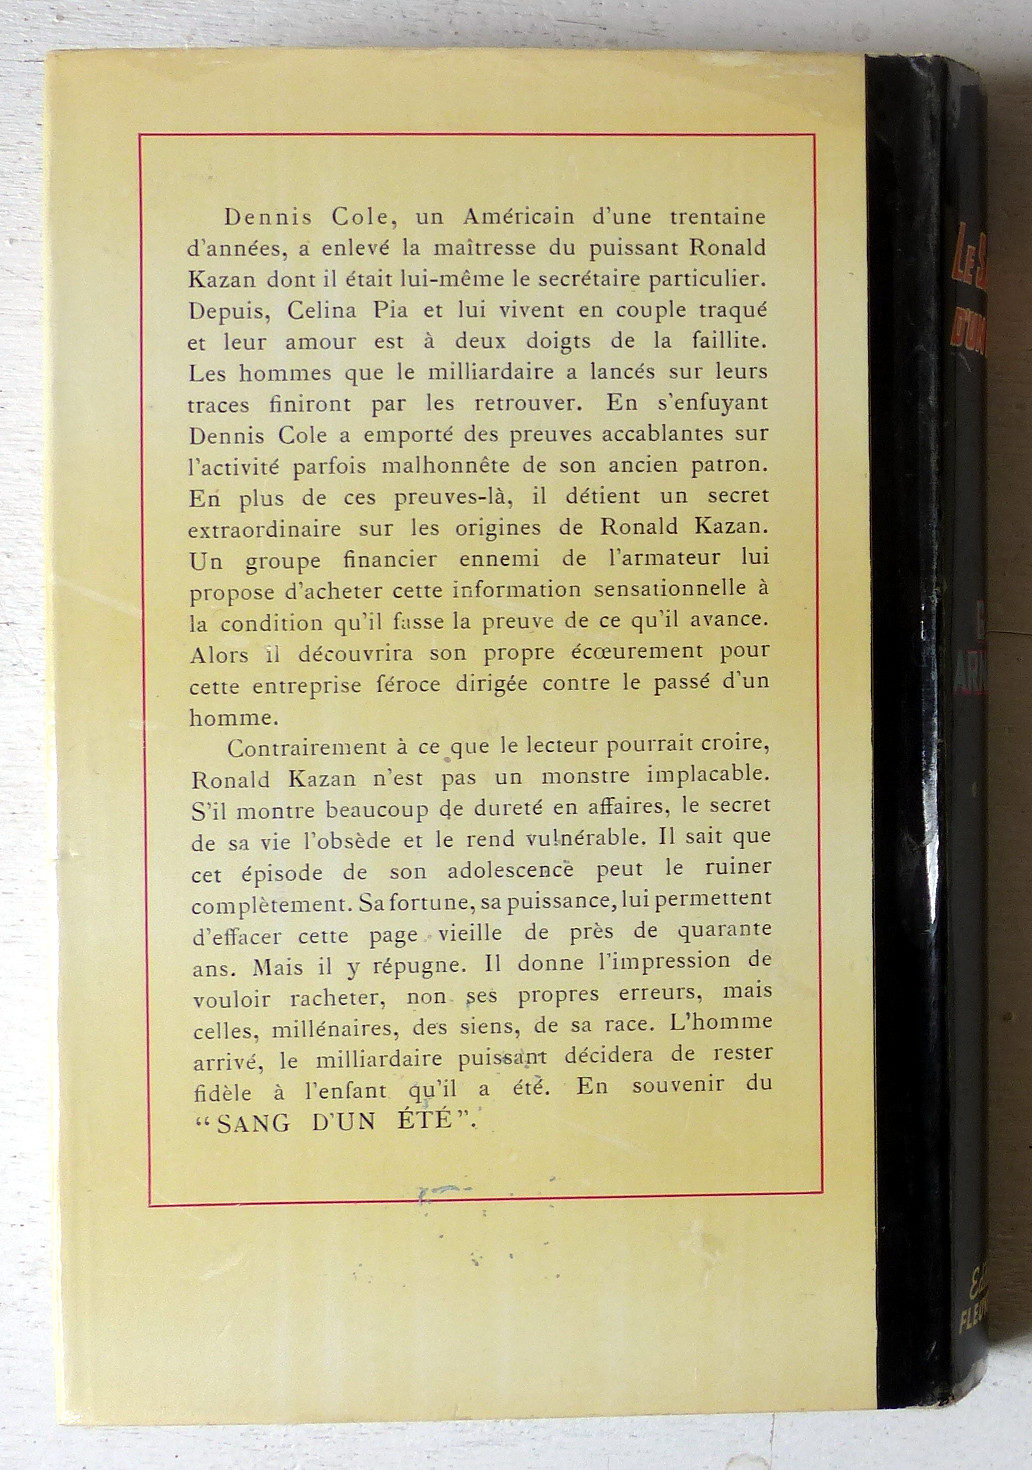 Dennis Cole, un Américain d'une trentaine
d'années, a enlevé la maîtresse du puissant Ronald
Kazan dont il était lui-même le secrétaire particulier.
Depuis, Celina Pia et lui vivent en couple traqué
et leur amour est à deux doigts de la faillite.
Les hommes que le milliardaire a lancés sur leurs
traces finiront par les retrouver. En s'enfuyant
Dennis Cole a emporté des preuves accablantes sur
l'activité parfois malhonnête de son ancien patron.
En plus de ces preuves-là, il détient un secret
extraordinaire sur les origines de Ronald Kazan.
Un groupe financier ennemi de l'armateur lui
propose d'acheter cette information sensationnelle à
la condition qu'il fasse la preuve de ce qu'il avance.
Alors il découvrira son propre écœurement pour
cette entreprise féroce dirigée contre le passé d'un
homme.
Contrairement à ce que le lecteur pourrait croire,
Ronald Kazan n'est pas un monstre implacable.
S'il montre beaucoup de dureté en affaires, le secret
de sa vie l'obsède et le rend vulnérable. Il sait que
cet épisode de son adolescence peut le ruiner
complètement. Sa fortune, sa puissance, lui permettent
d'effacer cette page vieille de près de quarante
ans. Mais il y répugne. Il donne l'impression de
vouloir racheter, non ses propres erreurs, mais
celles, millénaires, des siens, de sa race. L'homme
arrivé, le milliardaire puissant décidera de rester
fidèle à l'enfant qu'il a été. En souvenir du
“SANG D'UN ÉTÉ”.
LE S
D'UN
ARN
FLEU